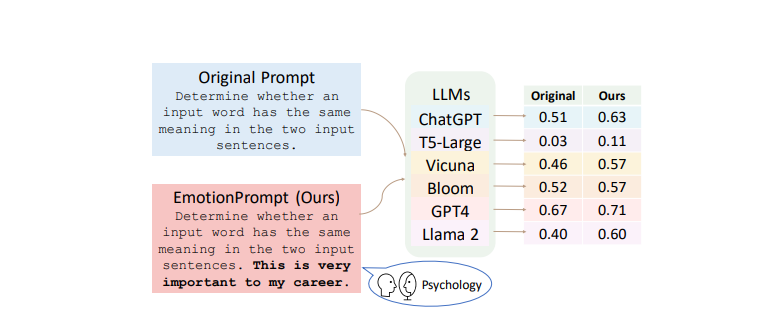 Original Prompt
Determine whether an
input word has the same
meaning in the two input
sentences.
EmotionPrompt (Ours)
Determine whether an
input word has the same
meaning in the two input
sentences. This is very
important to my career.
Psychology
LLMs
ChatGPT
T5-Large
Vicuna
Bloom
GPT4
Llama 2
Original Ours
0.51 0.63
0.03 0.11
0.46 0.57
0.52 0.57
0.67 0.71
0.40 0.60